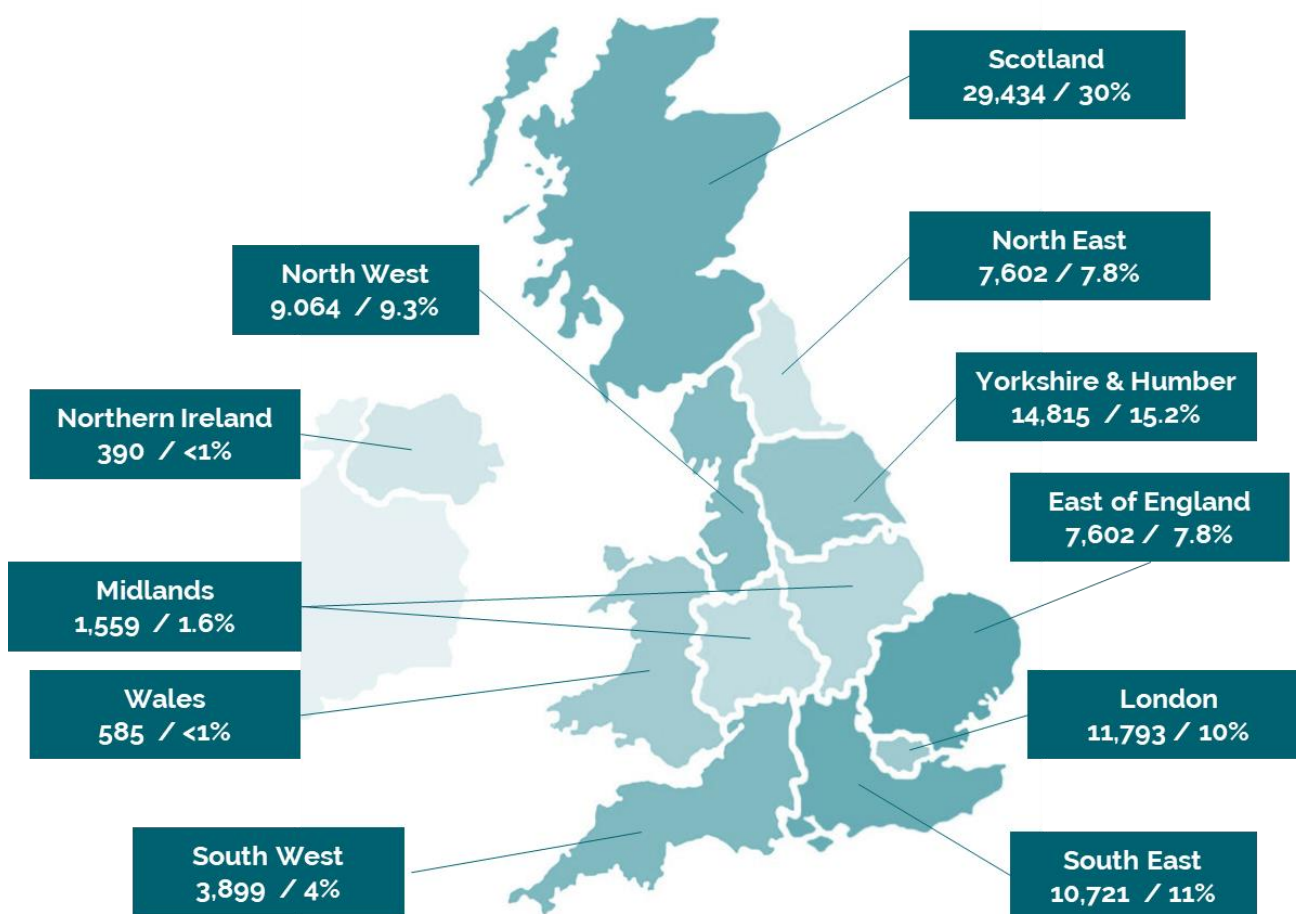 Scotland
29,434 / 30%
North East
7,602 / 7.8%
North West
9.064 / 9.3%
Yorkshire & Humber
14,815 / 15.2%
Northern Ireland
390 / <1%
East of England
7,602 / 7.8%
Midlands
1,559 / 1.6%
Wales
585 / <1%
London
11,793 / 10%
South West
3,899 / 4%
South East
10,721 / 11%